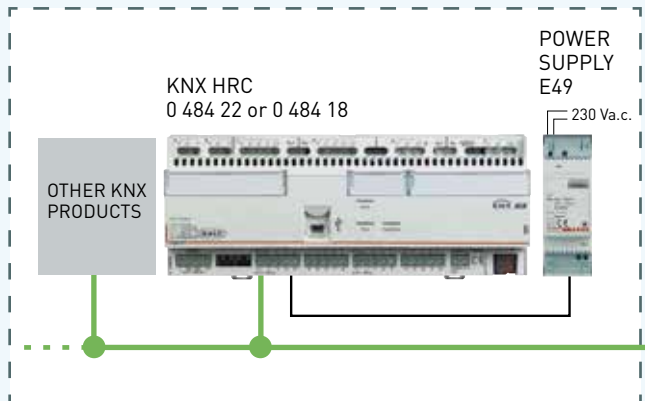 POWER
SUPPLY
E49
KNX HRC
0 484 22 or 0 484 18
230 Va.c.
OTHER KNX
PRODUCTS